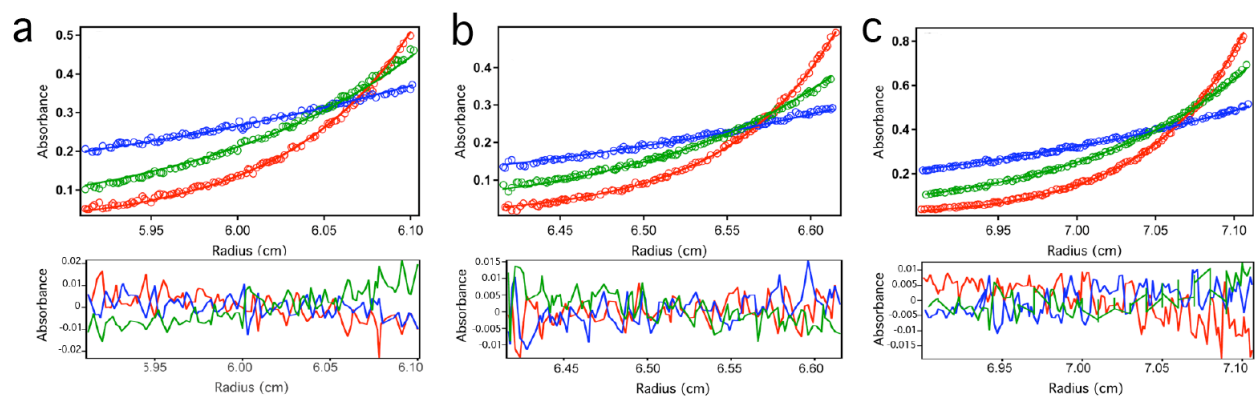 a
0.5
0.4
0.3
0.2
0.1
Absorbance
5.95 6.00 6.05 6.10
Radius (cm)
0.02
0.01
0
-0.01
-0.02
Absorbance
5.95 6.00 6.05 6.10
Radius (cm)
b
0.4
0.3
0.2
0.1
Absorbance
6.45 6.50 6.55 6.60
Radius (cm)
0.015
0.01
0.005
0
-0.01
Absorbance
6.45 6.50 6.55 6.60
Radius (cm)
c
0.8
0.6
0.4
0.2
Absorbance
6.95 7.00 7.05 7.10
Radius (cm)
0.01
0.005
0
-0.005
-0.015
Absorbance
6.95 7.00 7.05 7.10
Radius (cm)